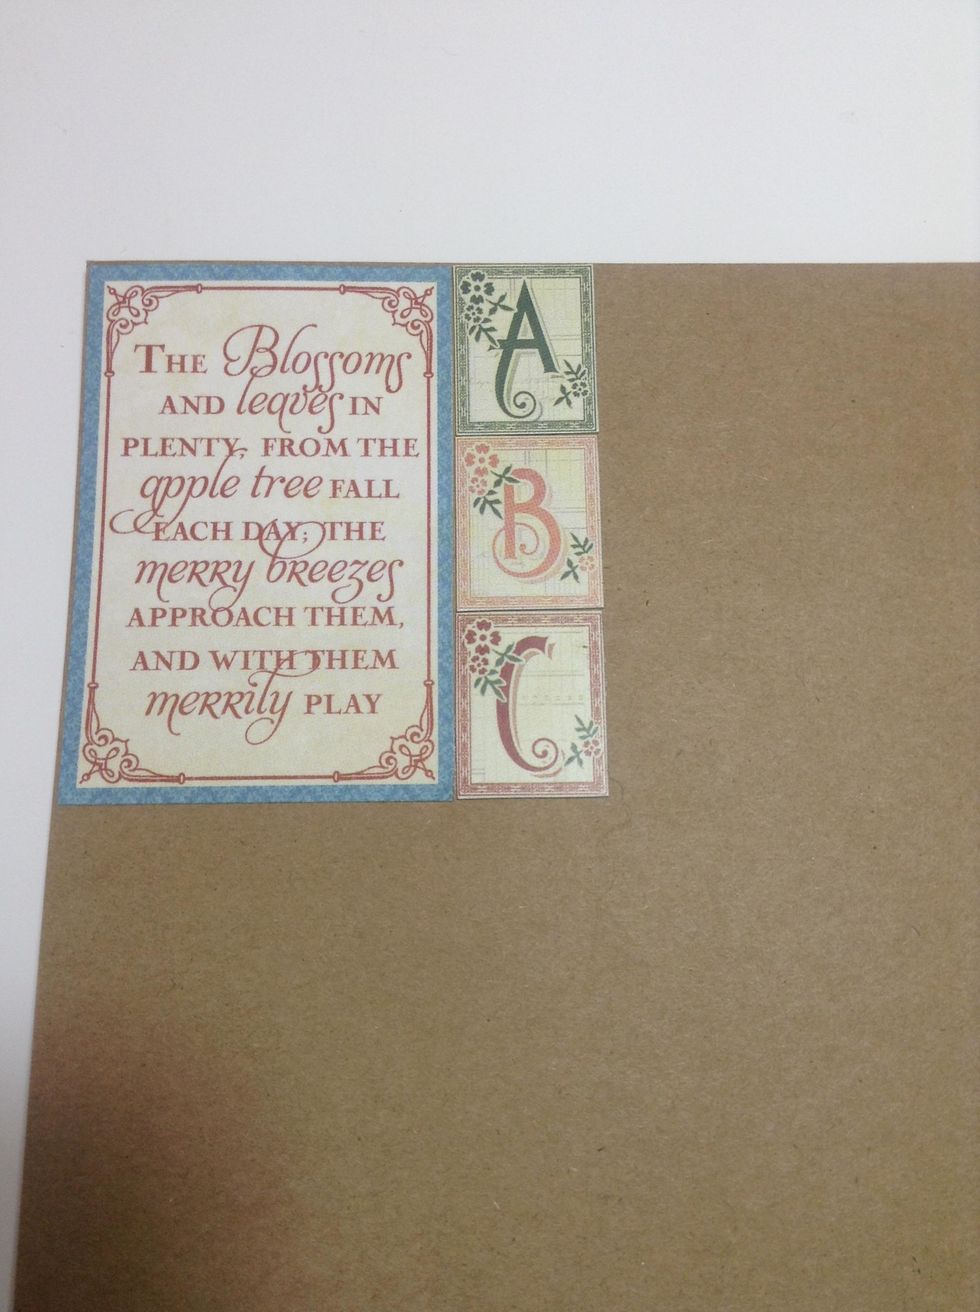 THE Blossoms
AND leaves IN
PLENTY, FROM THE
apple tree FALL
EACH DAY; THE
merry breezes
APPROACH THEM,
AND WITH THEM
merrily PLAY
A
B
C